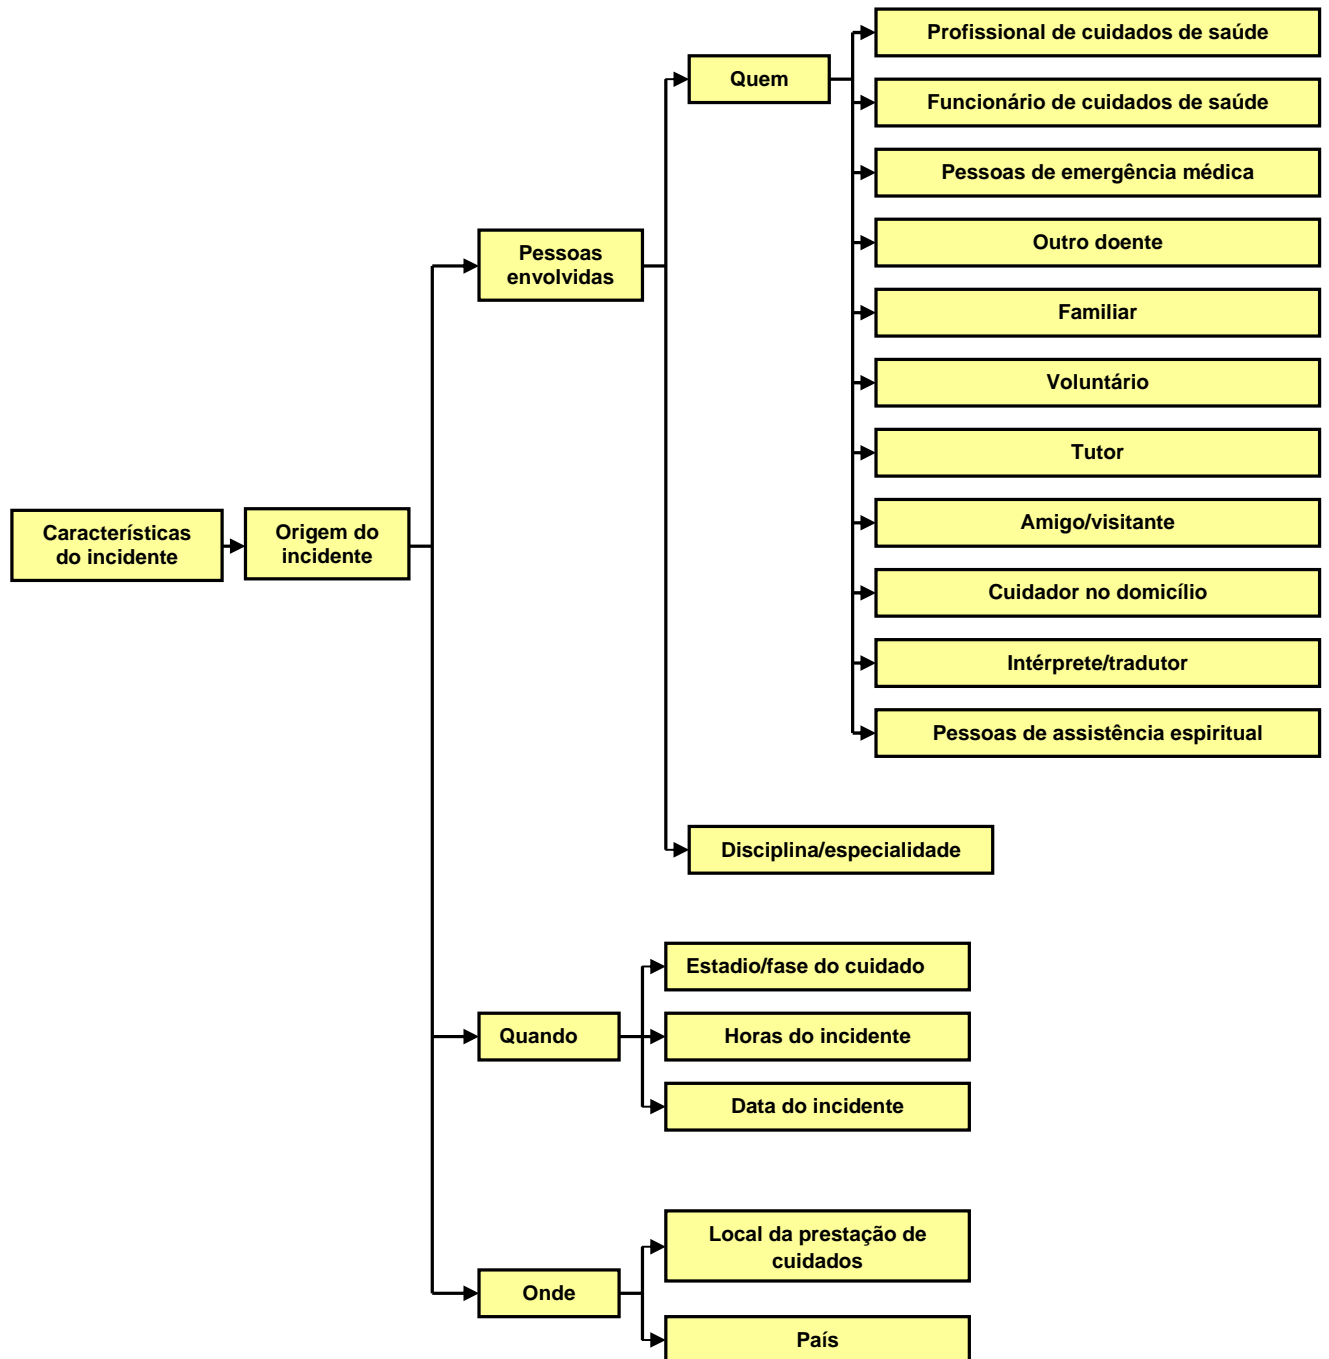 Profissional de cuidados de saúde
Quem
Funcionário de cuidados de saúde
Pessoas de emergência médica
Outro doente
Pessoas
envolvidas
Familiar
Voluntário
Tutor
Amigo/visitante
Características
do incidente
Origem do
incidente
Cuidador no domicílio
Intérprete/tradutor
Pessoas de assistência espiritual
Disciplina/especialidade
Estadio/fase do cuidado
Quando
Horas do incidente
Data do incidente
Local da prestação de
cuidados
Onde
País